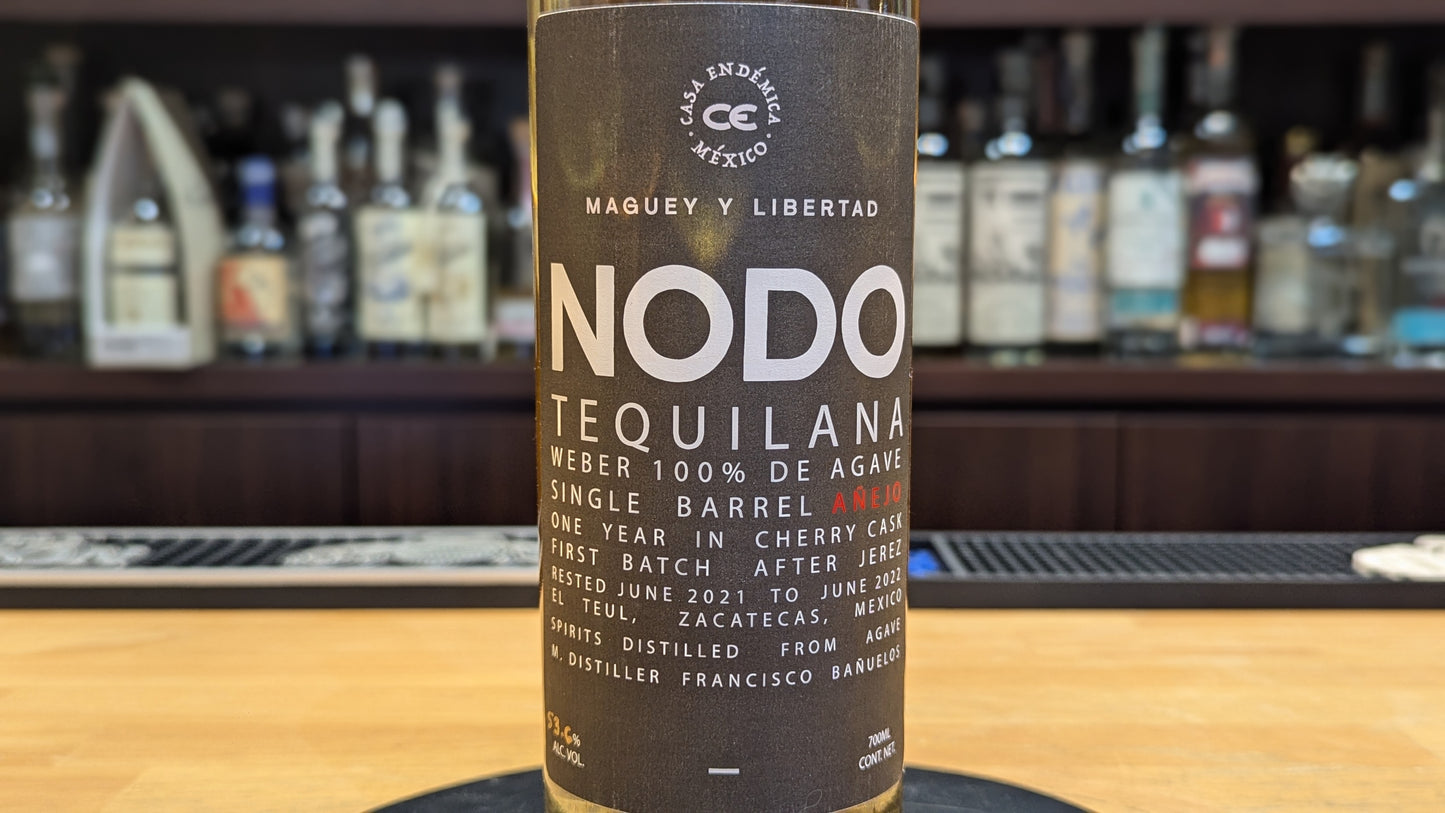 CASA ENDÉMICA
CE
· MÉXICO ·
MAGUEY Y LIBERTAD
NODO
TEQUILANA
WEBER 100% DE AGAVE
SINGLE BARREL AÑEJO
ONE YEAR IN CHERRY CASK
FIRST BATCH AFTER JEREZ
RESTED JUNE 2021 TO JUNE 2022
EL TEUL, ZACATECAS, MEXICO
SPIRITS DISTILLED FROM AGAVE
M. DISTILLER FRANCISCO BAÑUELOS
53.6%
ALC. VOL.
700ML
CONT. NET.